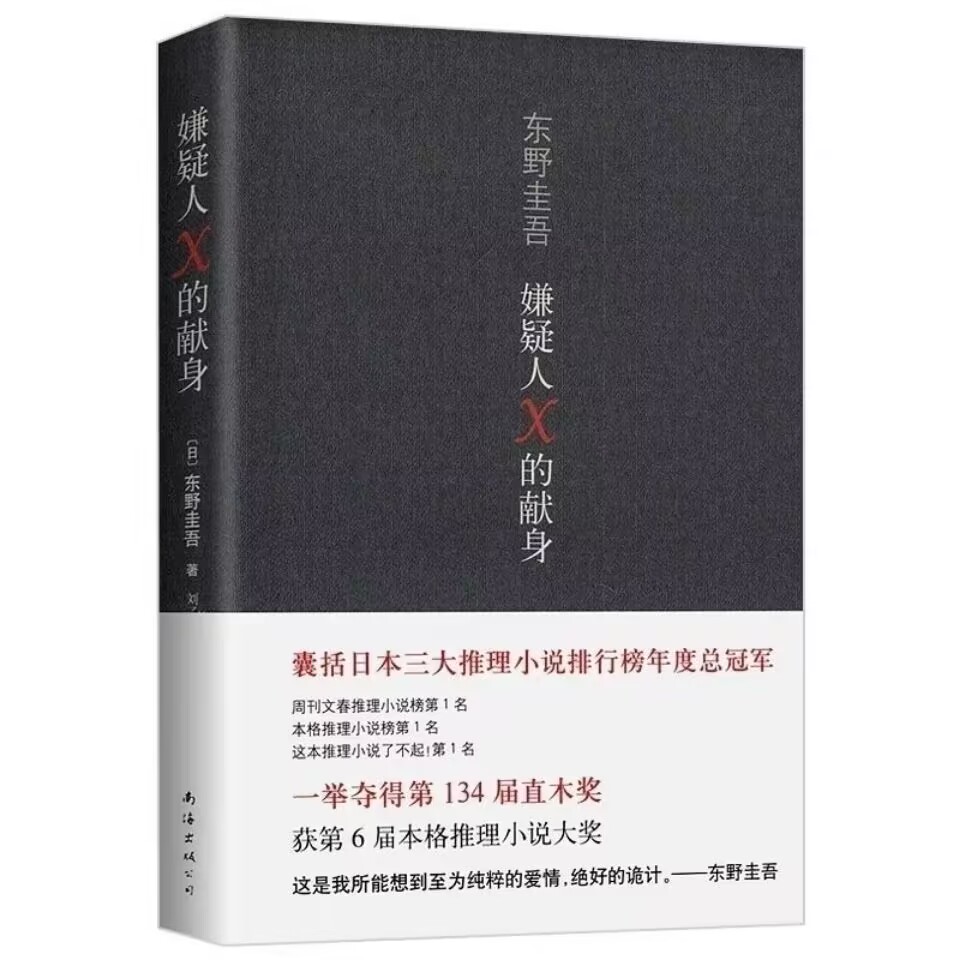 嫌疑人X的献身
〔日〕东野圭吾 著
南海出版公司
东野圭吾
嫌疑人X的献身
囊括日本三大推理小说排行榜年度总冠军
周刊文春推理小说榜第1名
本格推理小说榜第1名
这本推理小说了不起!第1名
一举夺得第134届直木奖
获第6届本格推理小说大奖
这是我所能想到至为纯粹的爱情,绝好的诡计。——东野圭吾